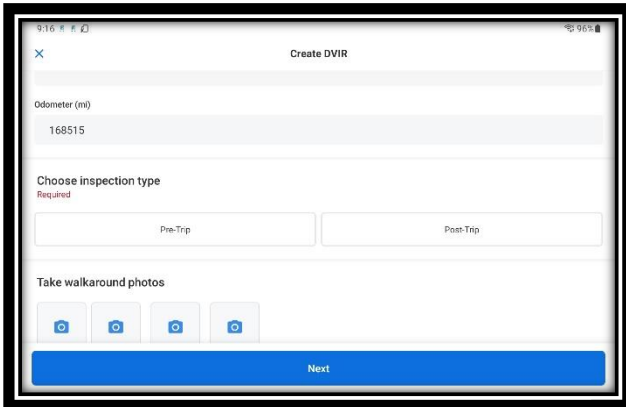 9:16 96%
Create DVIR
Odometer (mi)
168515
Choose inspection type
Required
Pre-Trip Post-Trip
Take walkaround photos
Next